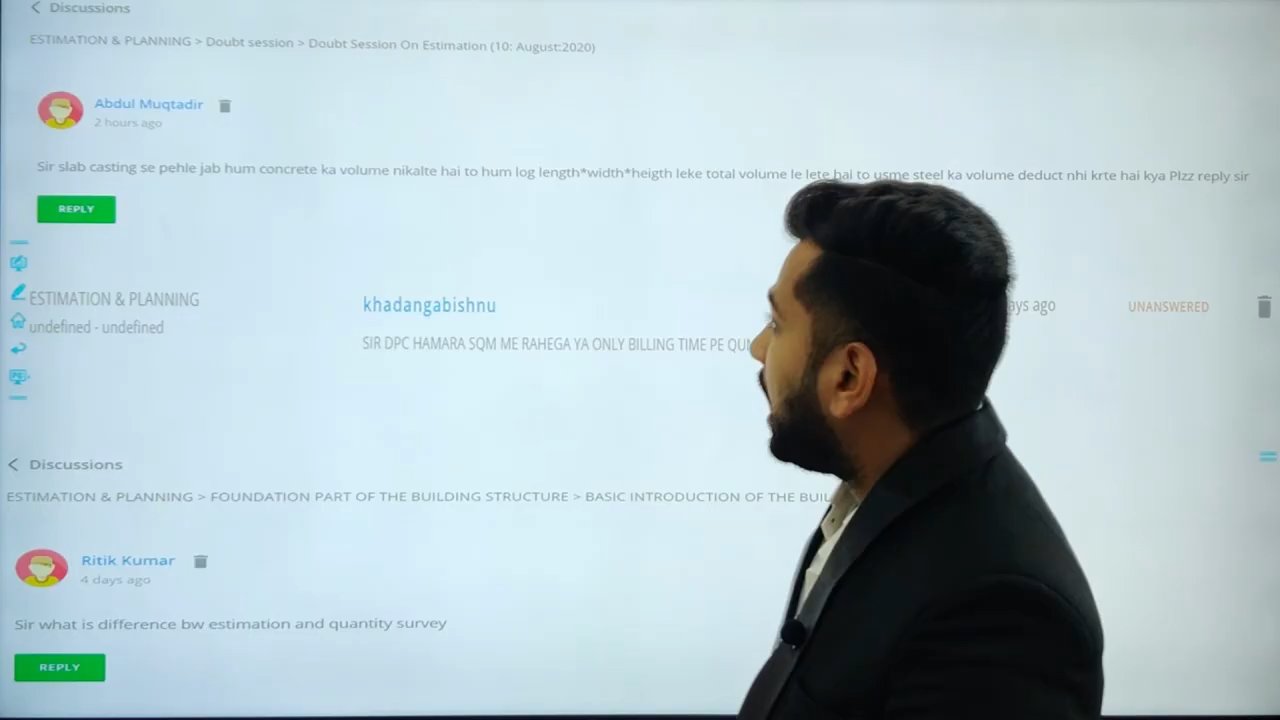 Discussions
ESTIMATION & PLANNING > Doubt session > Doubt Session On Estimation (10: August:2020)
Abdul Muqtadir
2 hours ago
Sir slab casting se pehle jab hum concrete ka volume nikalte hai to hum log length*width*heigth leke total volume le lete hai to usme steel ka volume deduct nhi krte hai kya Plzz reply sir
REPLY
ESTIMATION & PLANNING
undefined - undefined
khadangabishnu
ago
UNANSWERED
SIR DPC HAMARA SQM ME RAHEGA YA ONLY BILLING TIME PE
Discussions
ESTIMATION & PLANNING > FOUNDATION PART OF THE BUILDING STRUCTURE > BASIC INTRODUCTION OF THE
Ritik Kumar
4 days ago
Sir what is difference bw estimation and quantity survey
REPLY